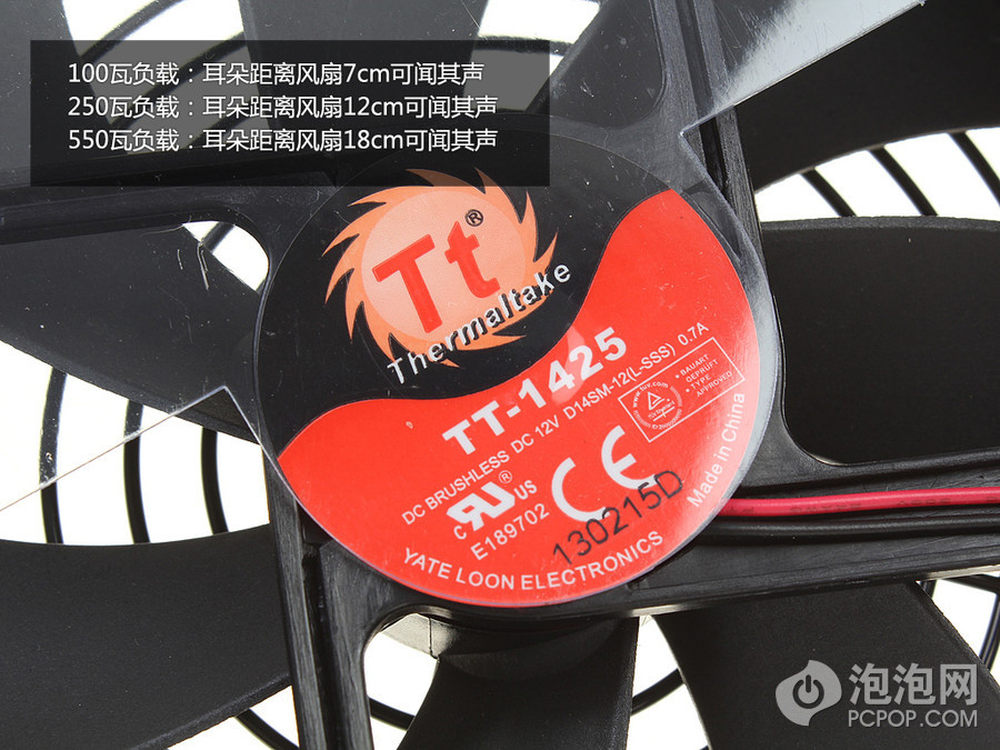 100瓦负载：耳朵距离风扇7cm可闻其声
250瓦负载：耳朵距离风扇12cm可闻其声
550瓦负载：耳朵距离风扇18cm可闻其声
Tt®
Thermaltake
TT-1425
DC BRUSHLESS DC 12V D14SM-12(L-SSS) 0.7A
www.tuv.com
• BAUART
GEPRUFT
• TYPE
APPROVED
c RU® US
E189702
CE
130215D
Made in China
YATE LOON ELECTRONICS
泡泡网
PCPOP.COM